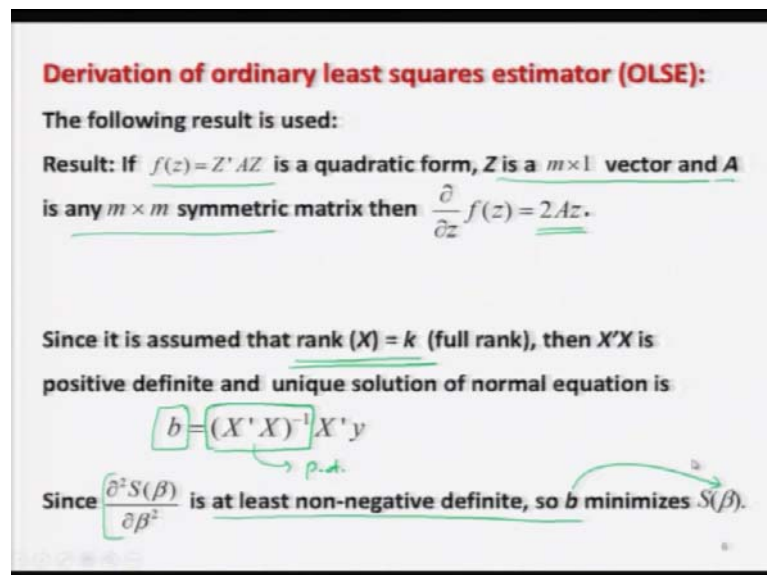 Derivation of ordinary least squares estimator (OLSE):
The following result is used:
Result: If f(z) = Z' AZ is a quadratic form, Z is a m×1 vector and A
is any m × m symmetric matrix then ∂/∂z f(z) = 2Az.
Since it is assumed that rank (X) = k (full rank), then X'X is
positive definite and unique solution of normal equation is
b = (X'X)⁻¹X'y
p.d.
Since ∂²S(β)/∂β² is at least non-negative definite, so b minimizes S(β).
6